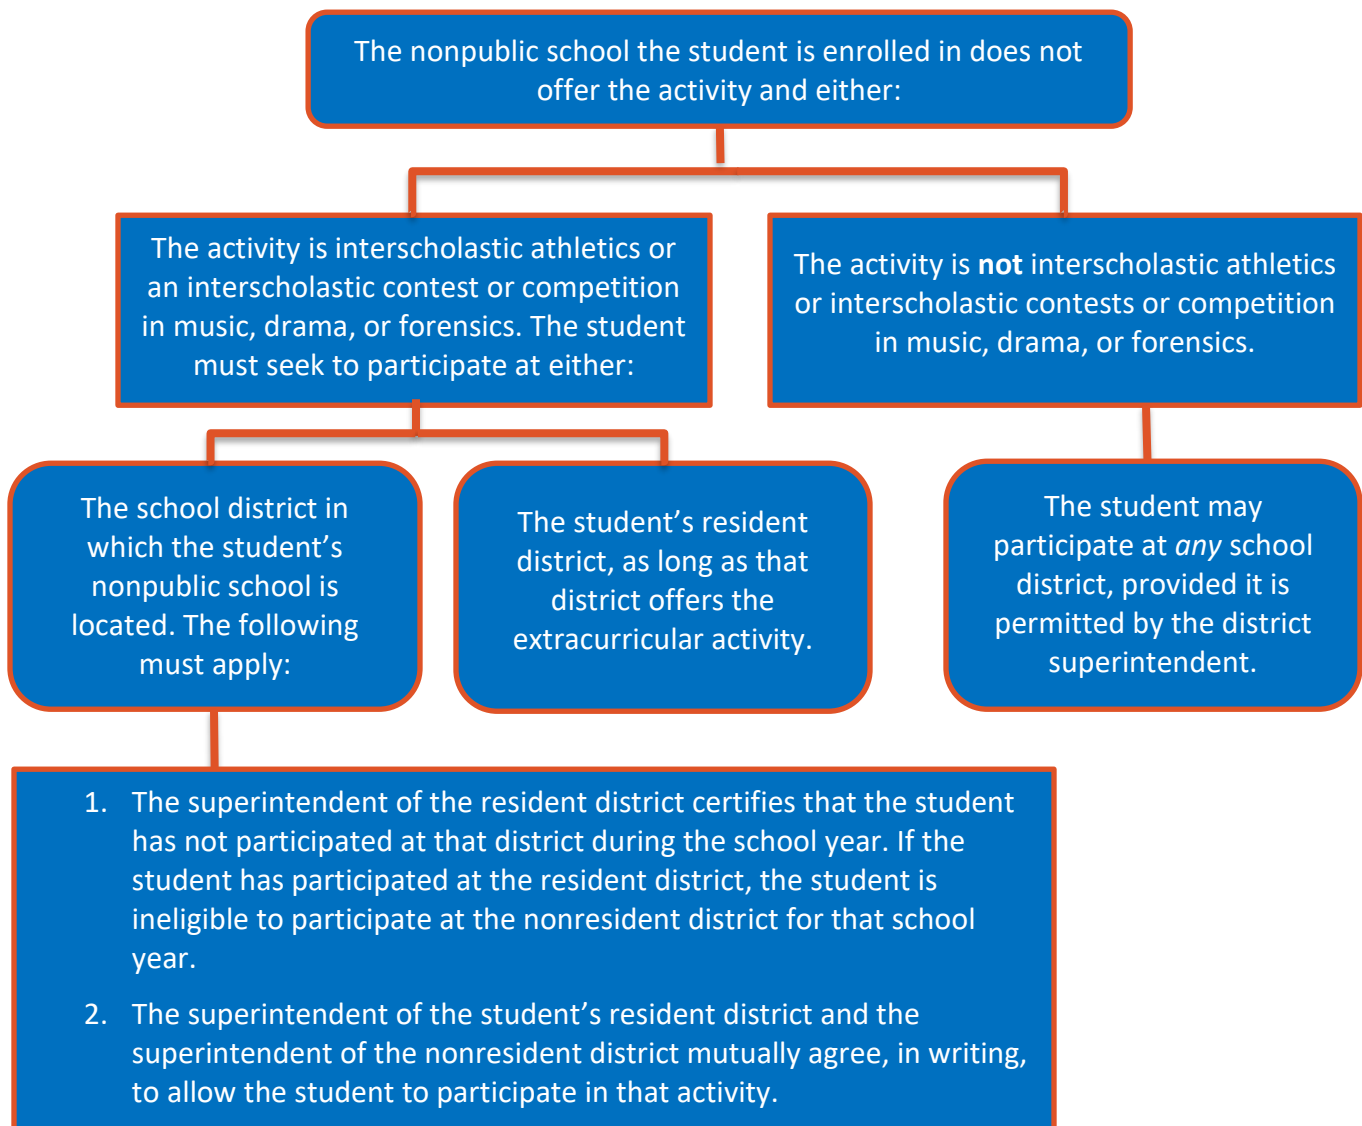 The nonpublic school the student is enrolled in does not
offer the activity and either:
The activity is interscholastic athletics or
an interscholastic contest or competition
in music, drama, or forensics. The student
must seek to participate at either:
The activity is not interscholastic athletics
or interscholastic contests or competition
in music, drama, or forensics.
The school district in
which the student’s
nonpublic school is
located. The following
must apply:
The student’s resident
district, as long as that
district offers the
extracurricular activity.
The student may
participate at any school
district, provided it is
permitted by the district
superintendent.
1. The superintendent of the resident district certifies that the student
has not participated at that district during the school year. If the
student has participated at the resident district, the student is
ineligible to participate at the nonresident district for that school
year.
2. The superintendent of the student’s resident district and the
superintendent of the nonresident district mutually agree, in writing,
to allow the student to participate in that activity.